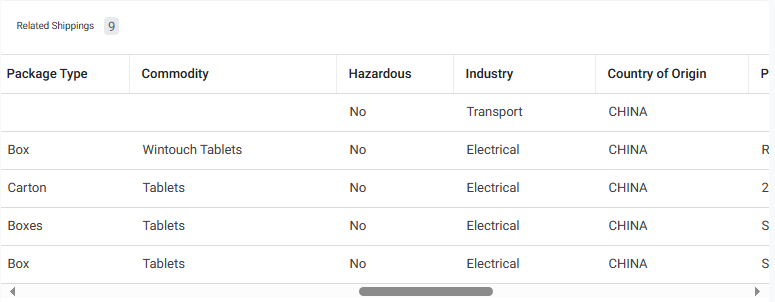 Related Shippings 9
Package Type Commodity Hazardous Industry Country of Origin P
No Transport CHINA
Box Wintouch Tablets No Electrical CHINA R
Carton Tablets No Electrical CHINA 2
Boxes Tablets No Electrical CHINA S
Box Tablets No Electrical CHINA S